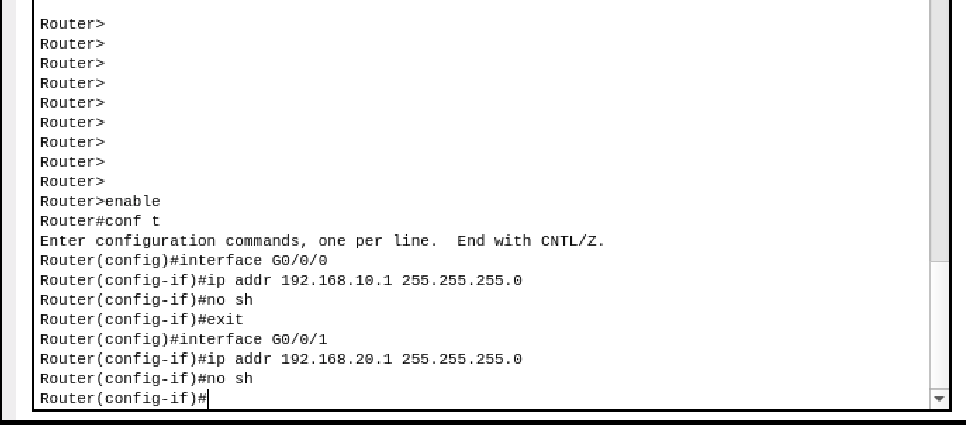 Router>
Router>
Router>
Router>
Router>
Router>
Router>
Router>
Router>
Router>enable
Router#conf t
Enter configuration commands, one per line.  End with CNTL/Z.
Router(config)#interface G0/0/0
Router(config-if)#ip addr 192.168.10.1 255.255.255.0
Router(config-if)#no sh
Router(config-if)#exit
Router(config)#interface G0/0/1
Router(config-if)#ip addr 192.168.20.1 255.255.255.0
Router(config-if)#no sh
Router(config-if)#